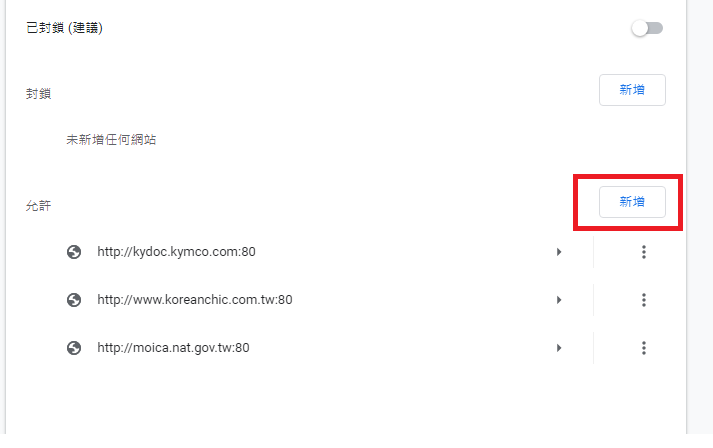 已封鎖 (建議)
封鎖
新增
未新增任何網站
允許
新增
http://kydoc.kymco.com:80
http://www.koreanchic.com.tw:80
http://moica.nat.gov.tw:80